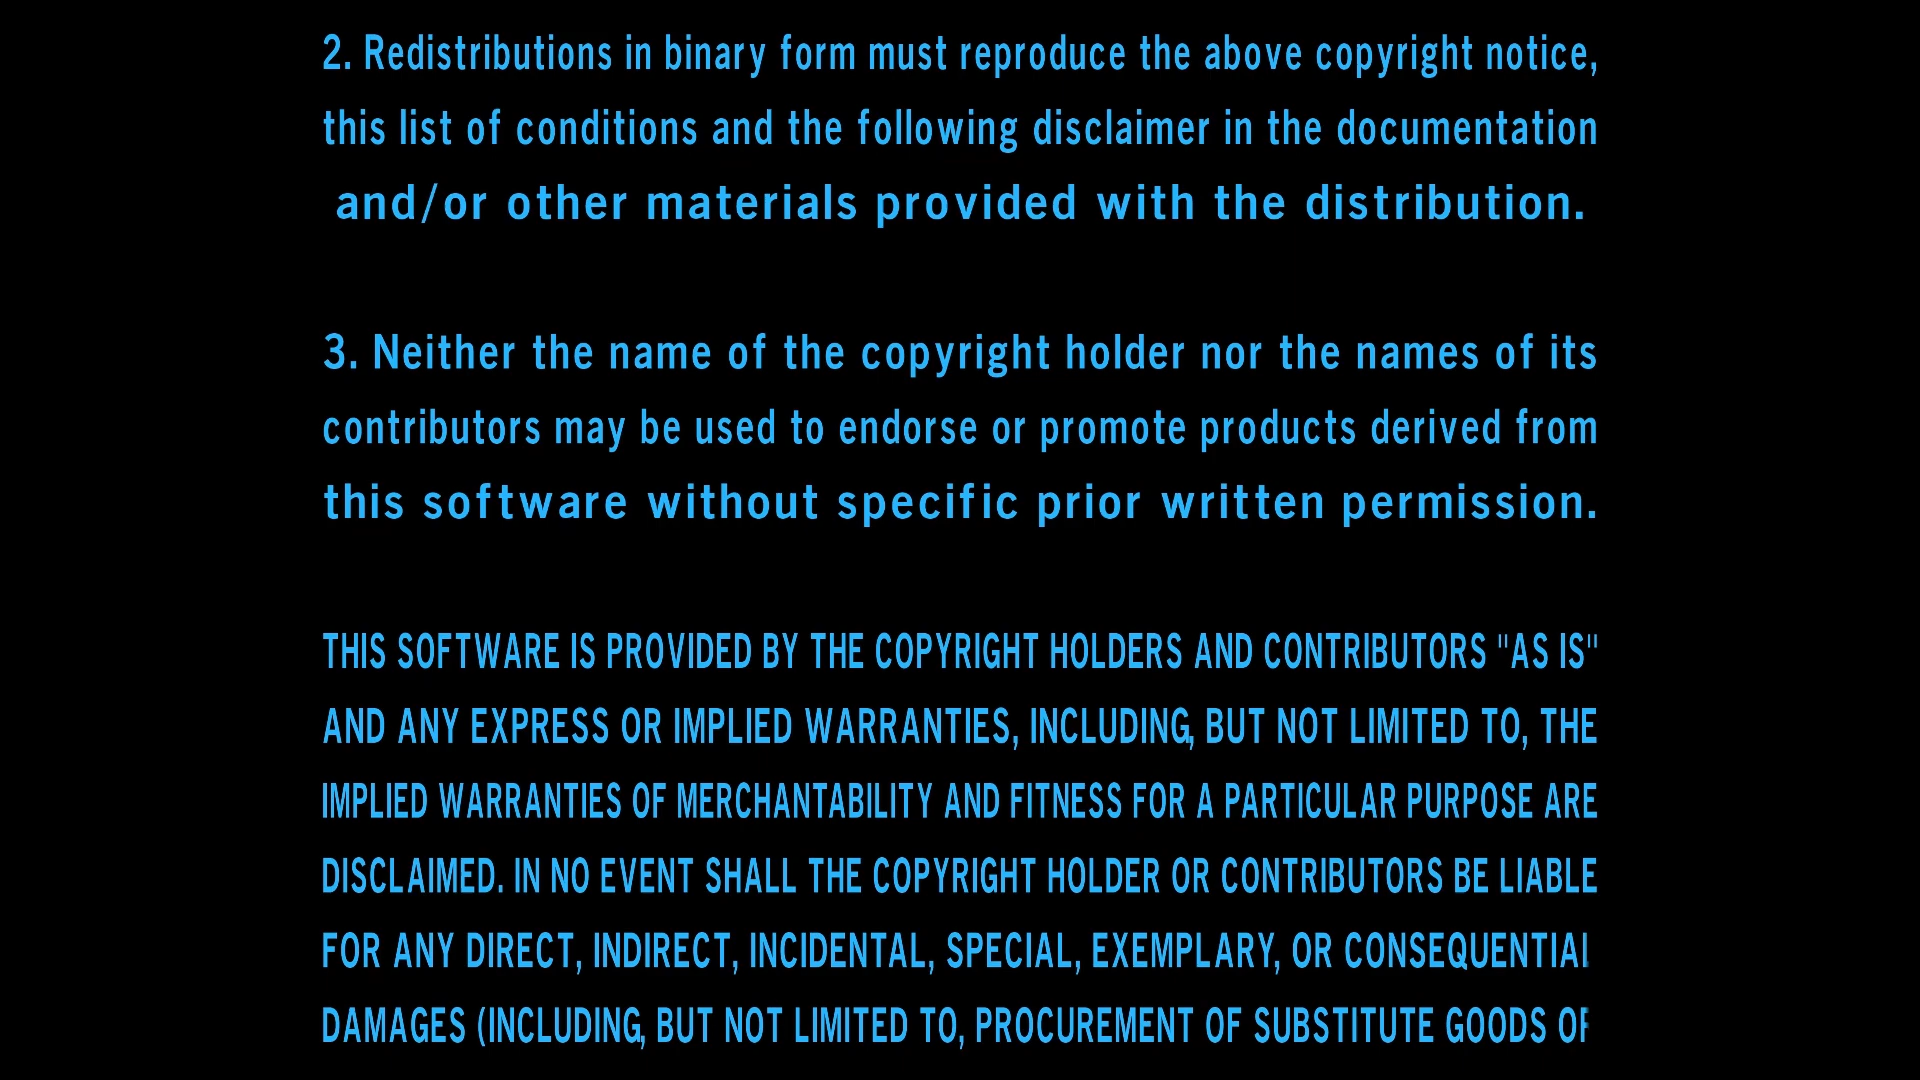 2. Redistributions in binary form must reproduce the above copyright notice,
this list of conditions and the following disclaimer in the documentation
and/or other materials provided with the distribution.
3. Neither the name of the copyright holder nor the names of its
contributors may be used to endorse or promote products derived from
this software without specific prior written permission.
THIS SOFTWARE IS PROVIDED BY THE COPYRIGHT HOLDERS AND CONTRIBUTORS "AS IS"
AND ANY EXPRESS OR IMPLIED WARRANTIES, INCLUDING, BUT NOT LIMITED TO, THE
IMPLIED WARRANTIES OF MERCHANTABILITY AND FITNESS FOR A PARTICULAR PURPOSE ARE
DISCLAIMED. IN NO EVENT SHALL THE COPYRIGHT HOLDER OR CONTRIBUTORS BE LIABLE
FOR ANY DIRECT, INDIRECT, INCIDENTAL, SPECIAL, EXEMPLARY, OR CONSEQUENTIAL
DAMAGES (INCLUDING, BUT NOT LIMITED TO, PROCUREMENT OF SUBSTITUTE GOODS